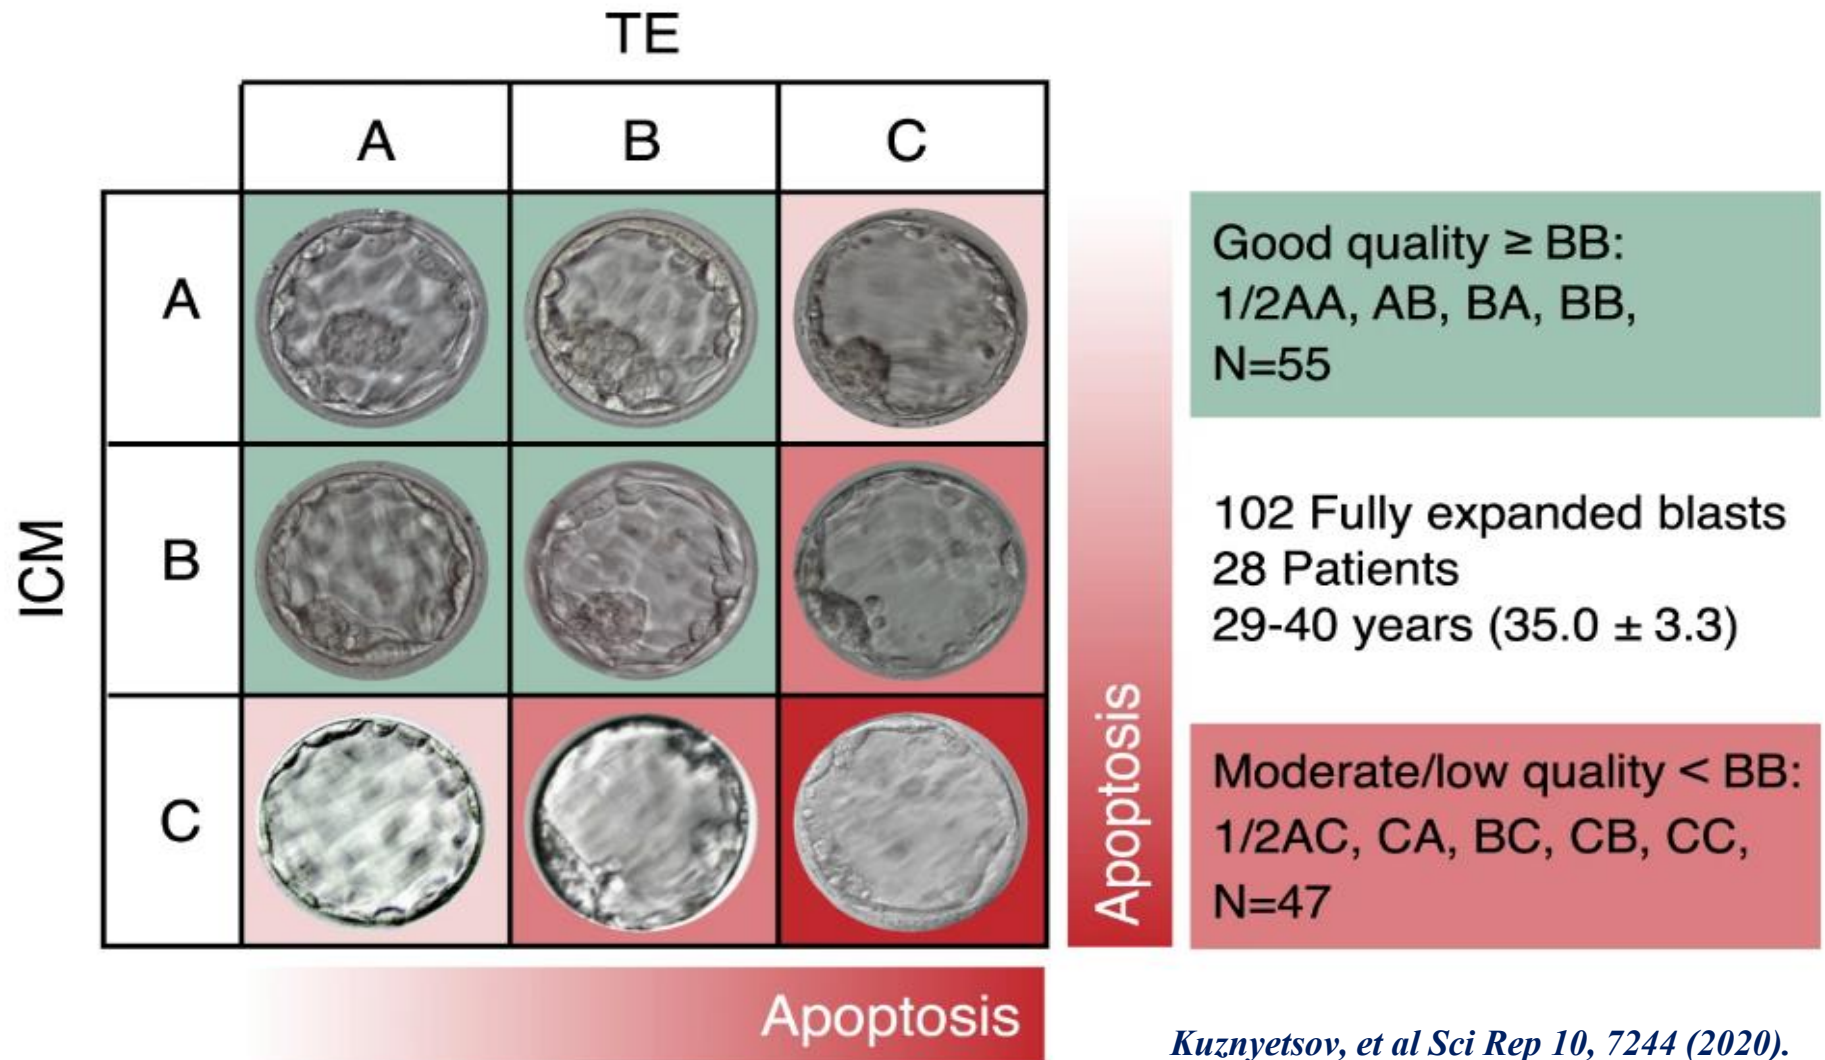 TE
A
B
C
ICM
A
B
C
Apoptosis
Apoptosis
Good quality ≥ BB:
1/2AA, AB, BA, BB,
N=55
102 Fully expanded blasts
28 Patients
29-40 years (35.0 ± 3.3)
Moderate/low quality < BB:
1/2AC, CA, BC, CB, CC,
N=47
Kuznyetsov, et al Sci Rep 10, 7244 (2020).